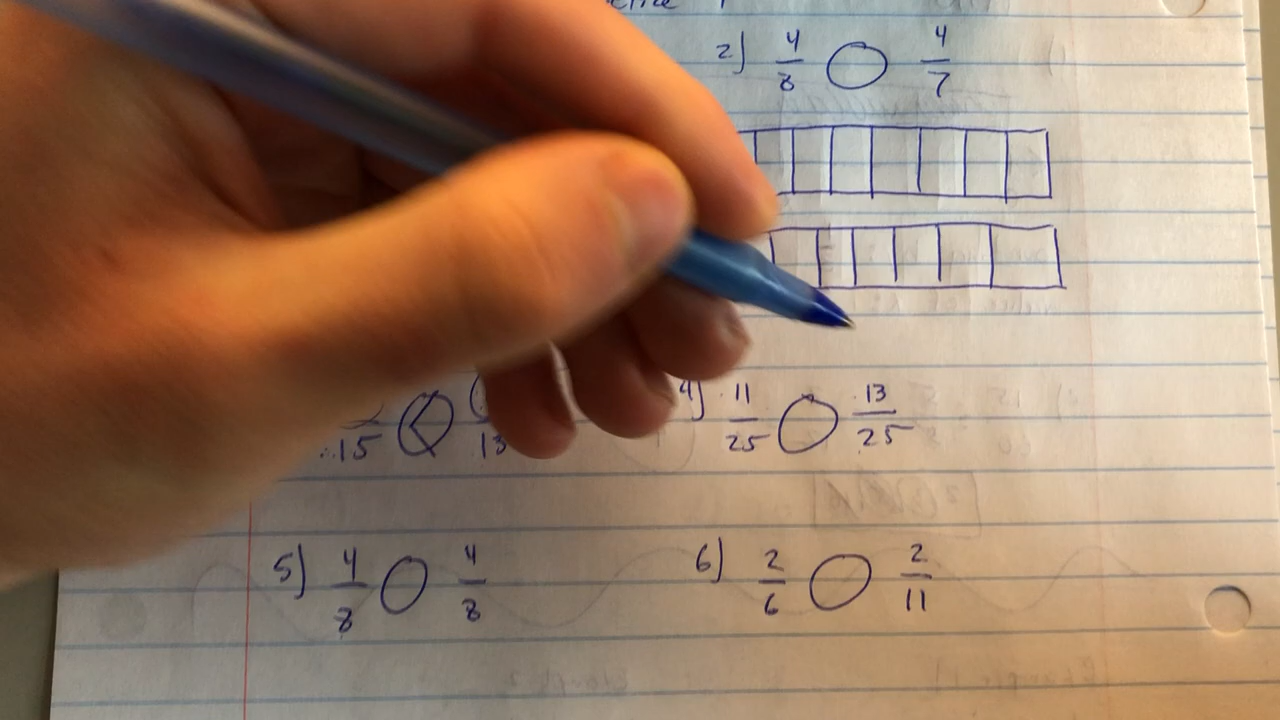 2) 4/8 ○ 4/7
15 < 13
4) 11/25 ○ 13/25
5) 4/8 ○ 4/8
6) 2/6 ○ 2/11